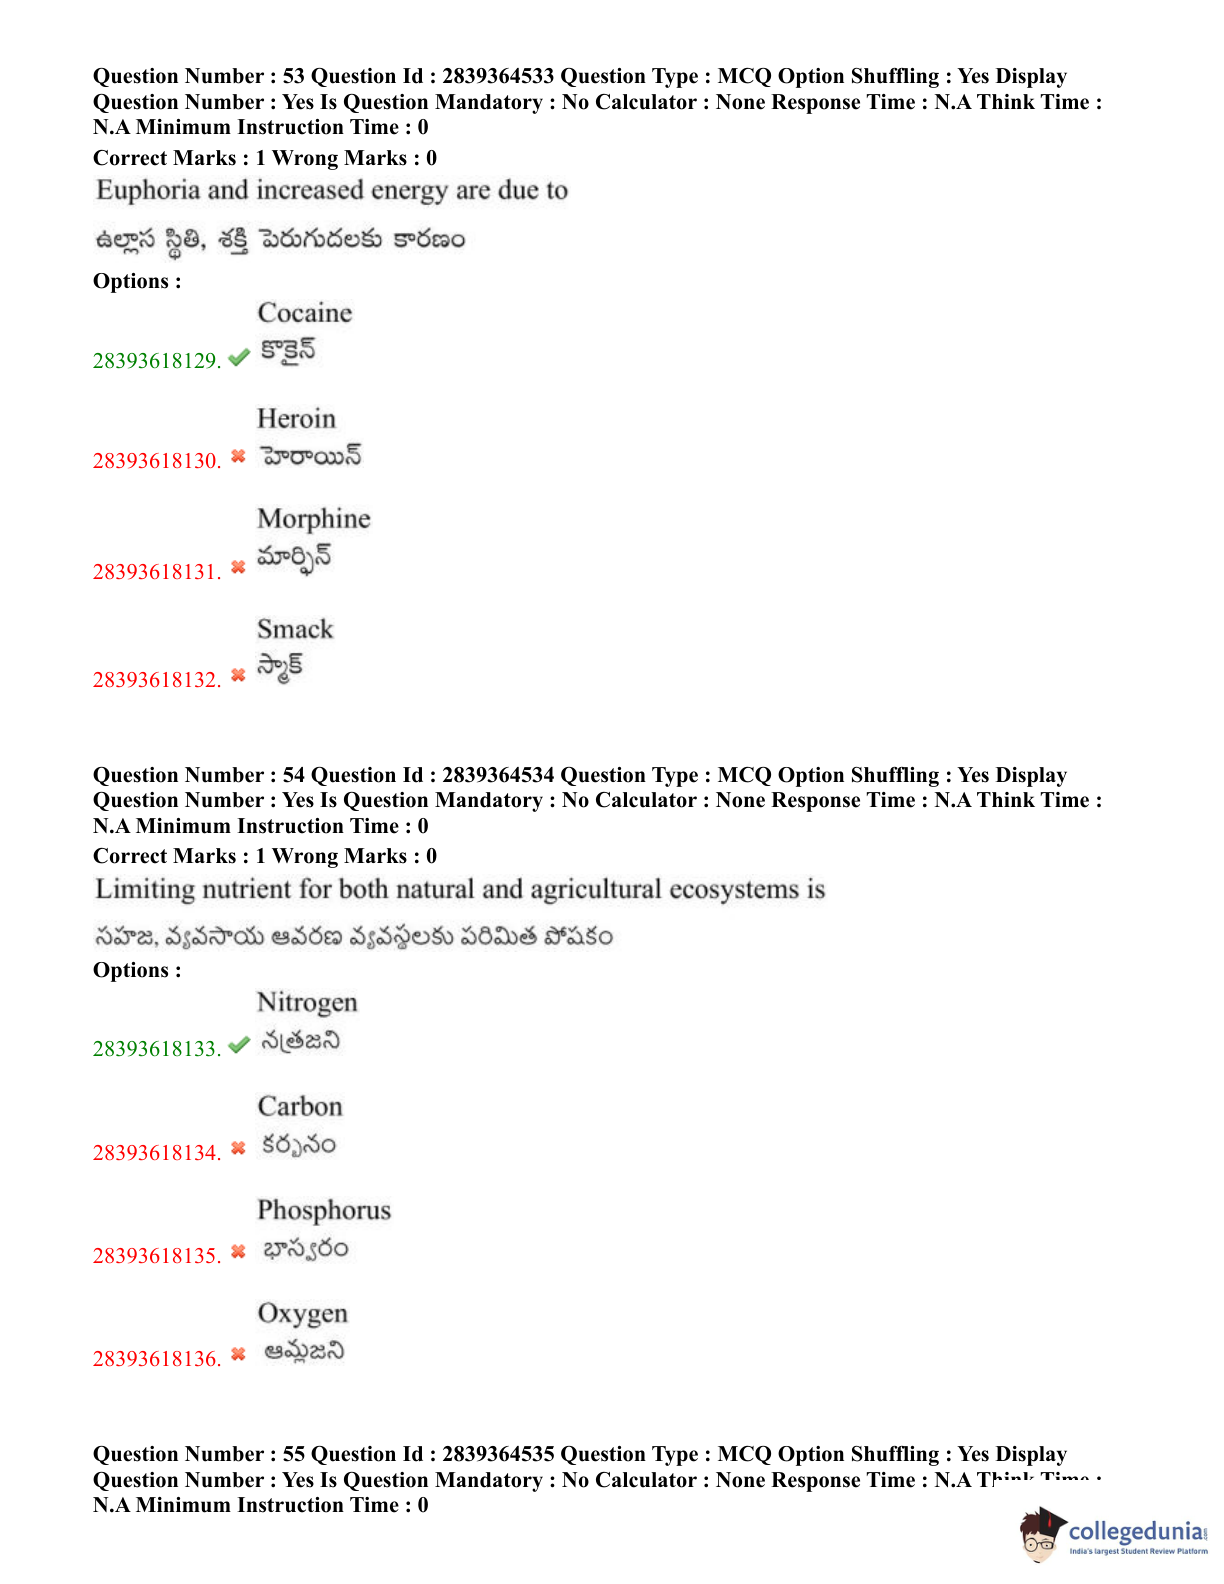 Question Number : 53 Question Id : 2839364533 Question Type : MCQ Option Shuffling : Yes Display
Question Number : Yes Is Question Mandatory : No Calculator : None Response Time : N.A Think Time :
N.A Minimum Instruction Time : 0
Correct Marks : 1 Wrong Marks : 0
Euphoria and increased energy are due to
ఉల్లాస స్థితి, శక్తి పెరుగుదలకు కారణం
Options :
Cocaine
28393618129. కొకైన్
Heroin
28393618130. హెరాయిన్
Morphine
28393618131. మార్ఫిన్
Smack
28393618132. స్మాక్
Question Number : 54 Question Id : 2839364534 Question Type : MCQ Option Shuffling : Yes Display
Question Number : Yes Is Question Mandatory : No Calculator : None Response Time : N.A Think Time :
N.A Minimum Instruction Time : 0
Correct Marks : 1 Wrong Marks : 0
Limiting nutrient for both natural and agricultural ecosystems is
సహజ, వ్యవసాయ ఆవరణ వ్యవస్థలకు పరిమిత పోషకం
Options :
Nitrogen
28393618133. నత్రజని
Carbon
28393618134. కర్బనం
Phosphorus
28393618135. భాస్వరం
Oxygen
28393618136. ఆమ్లజని
Question Number : 55 Question Id : 2839364535 Question Type : MCQ Option Shuffling : Yes Display
Question Number : Yes Is Question Mandatory : No Calculator : None Response Time : N.A Think Time :
N.A Minimum Instruction Time : 0
collegedunia.com
India's largest Student Review Platform